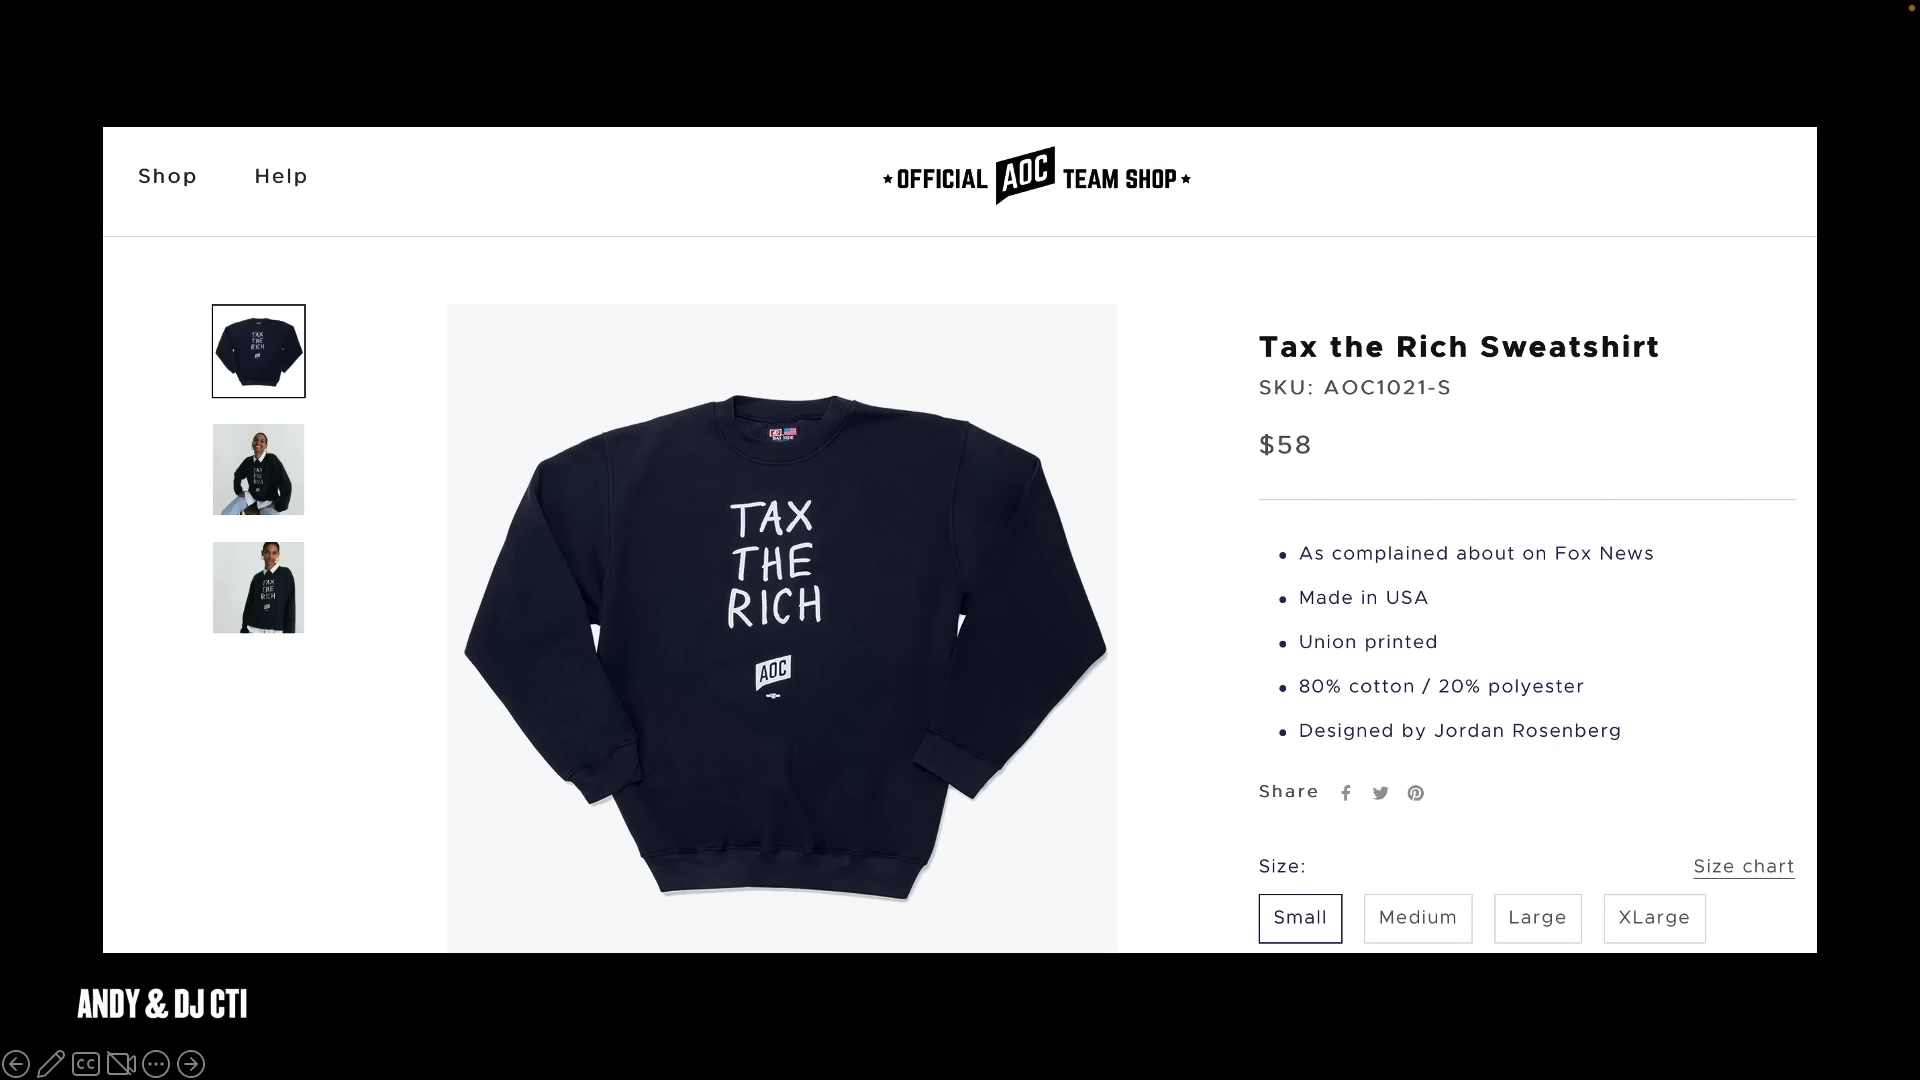 Shop
Help
OFFICIAL AOC TEAM SHOP
TAX
THE
RICH
AOC
Tax the Rich Sweatshirt
SKU: AOC1021-S
$58
As complained about on Fox News
Made in USA
Union printed
80% cotton / 20% polyester
Designed by Jordan Rosenberg
Share
Size:
Size chart
Small
Medium
Large
XLarge
ANDY & DJ CTI
CC